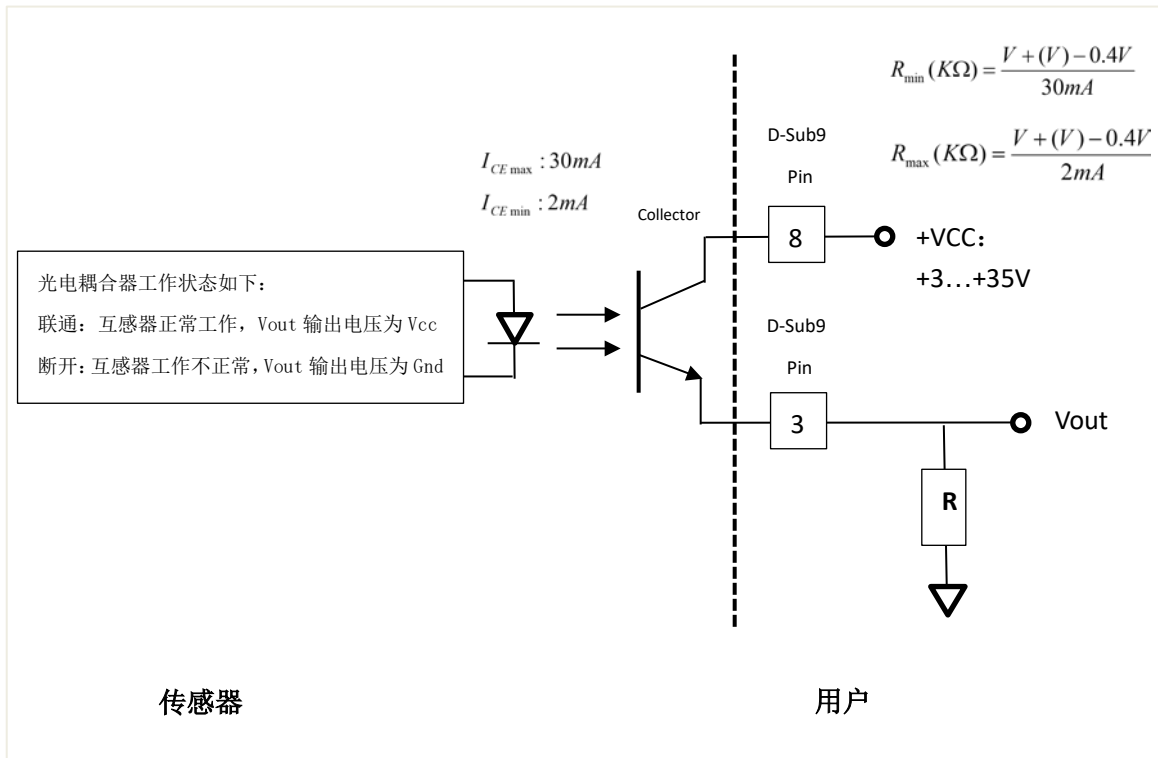 R_min(KΩ) = (V + (V) − 0.4V) / 30mA
R_max(KΩ) = (V + (V) − 0.4V) / 2mA
I_CE max : 30mA
I_CE min : 2mA
D-Sub9
Pin
Collector
8
+VCC：
+3…+35V
光电耦合器工作状态如下：
联通：互感器正常工作，Vout 输出电压为 Vcc
断开：互感器工作不正常，Vout 输出电压为 Gnd
D-Sub9
Pin
3
Vout
R
传感器
用户